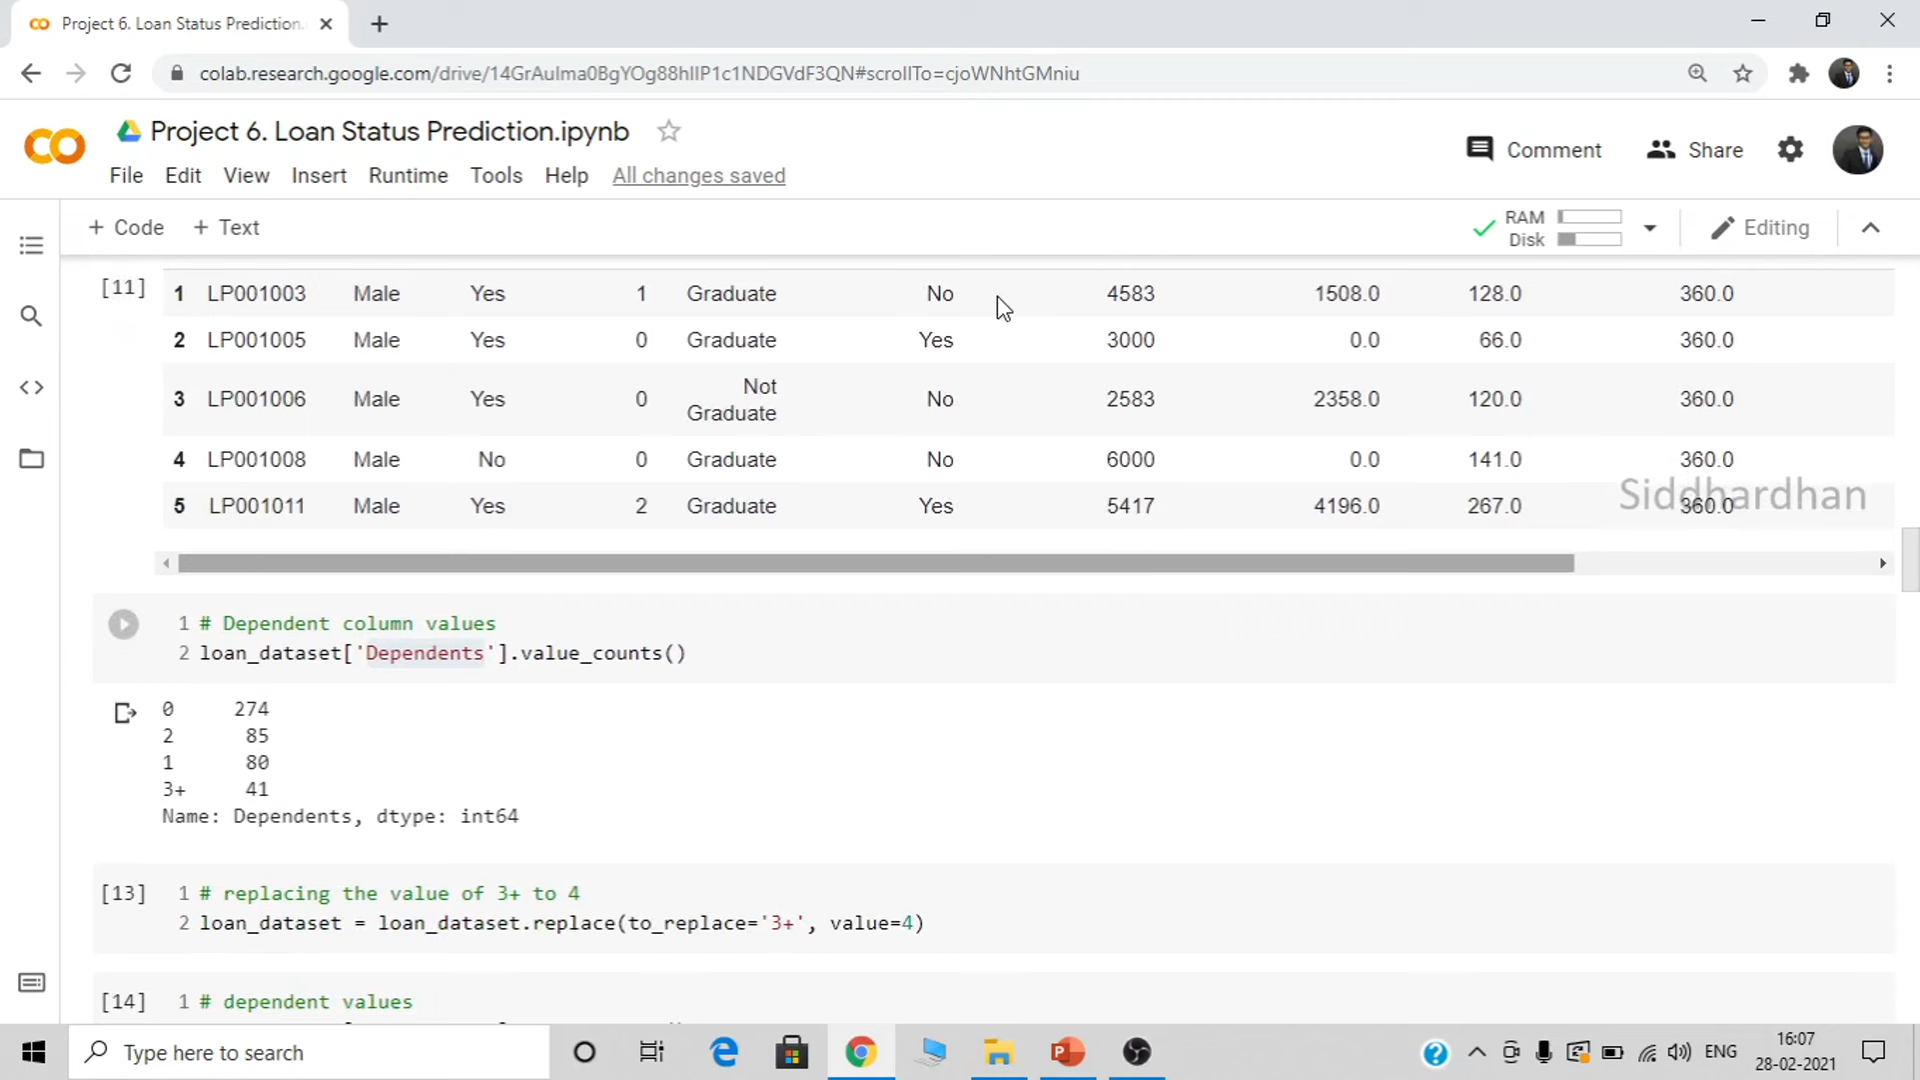 Project 6. Loan Status Prediction.
colab.research.google.com/drive/14GrAuIma0BgYOg88hIIP1c1NDGVdF3QN#scrollTo=cjoWNhtGMniu
Project 6. Loan Status Prediction.ipynb
Comment Share
File Edit View Insert Runtime Tools Help All changes saved
+ Code + Text RAM Disk Editing
[11] 1 LP001003 Male Yes 1 Graduate No 4583 1508.0 128.0 360.0
2 LP001005 Male Yes 0 Graduate Yes 3000 0.0 66.0 360.0
3 LP001006 Male Yes 0 Not Graduate No 2583 2358.0 120.0 360.0
4 LP001008 Male No 0 Graduate No 6000 0.0 141.0 360.0
Siddhardhan
5 LP001011 Male Yes 2 Graduate Yes 5417 4196.0 267.0 360.0
1 # Dependent column values
2 loan_dataset['Dependents'].value_counts()
0 274
2 85
1 80
3+ 41
Name: Dependents, dtype: int64
[13] 1 # replacing the value of 3+ to 4
2 loan_dataset = loan_dataset.replace(to_replace='3+', value=4)
[14] 1 # dependent values
Type here to search
ENG
16:07
28-02-2021